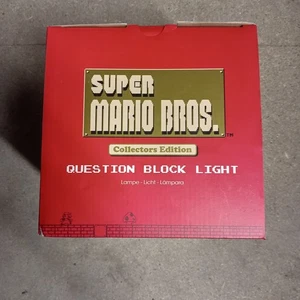 SUPER
MARIO BROS.
TM
Collectors Edition
QUESTION BLOCK LIGHT
Lampe · Licht · Lámpara